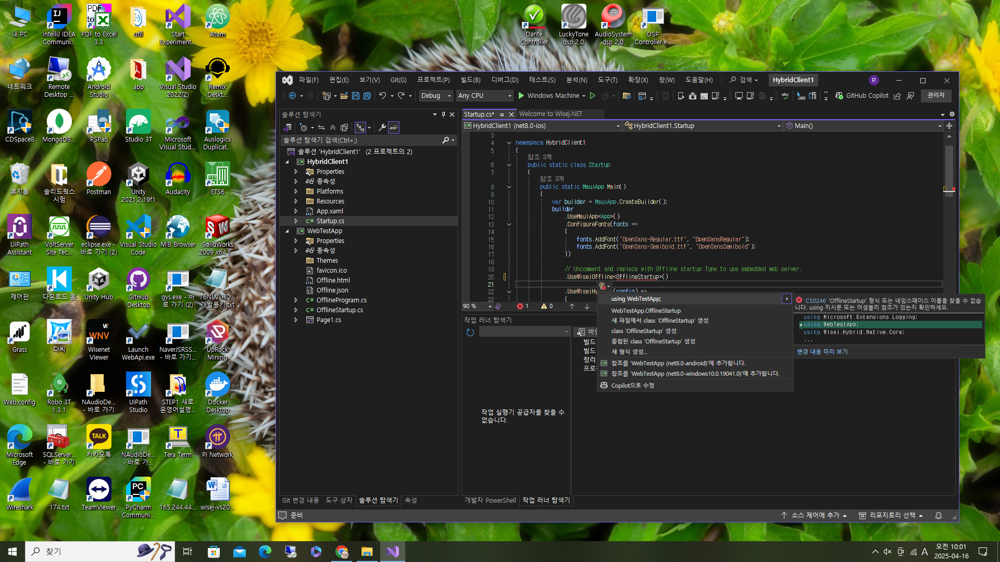 내 PC
IntelliJ IDEA Communi...
PDF to Excel 3.3
util
Start Experiment...
Atom
Dante Controller
LuckyTone dsp 2.0
AudioSystem dsp 2.0
DSP Controller.e...
네트워크
Remote Desktop ...
Android Studio
app
Visual Studio 2022(2)
Remix Deskt...
CDSpace8
MongoDB...
PSPad
Studio 3T
Microsoft Visual Stud...
Auslogics Duplicat...
휴지통
솔리드웍스 시험
Postman
Unity 2021.2.19f1
Audacity
ETS6
UiPath Assistant
VoltServer Site Tec...
eclipse.exe - 바로 가기 (2)
Visual Studio Code
MIB Browser
SolidWorks 2009 x64 E...
제어판
다운로드 홈
Unity Hub
GitHub Desktop
gys.exe - 바로 가기 (2)
76NLV-HD... 개발용키.txt
Grass
다씨
Wisenet Viewer
Launch WebApi.exe
NaverJSRSS... - 바로 가기...
UpRock Mining
Web.config
Robo 3T 1.3.1
NAudioDe... - 바로 가기
UiPath Studio
STEP1 새로운영어설명...
Docker Desktop
Microsoft Edge
SQLServer... - 바로 가기
카카오톡
NAudioDe... - 바로 가...
Tera Term
Pi Network
Wireshark
174.txt
TeamViewer
PyCharm Communi...
165.244.44...
wisej-vs20...
파일(F) 편집(E) 보기(V) Git(G) 프로젝트(P) 빌드(B) 디버그(D) 테스트(S) 분석(N) 도구(T) 확장(X) 창(W) 도움말(H) 검색 HybridClient1 R
Debug Any CPU Windows Machine GitHub Copilot 관리자
솔루션 탐색기
솔루션 탐색기 검색(Ctrl+;)
솔루션 'HybridClient1' (2 프로젝트의 2)
HybridClient1
Properties
종속성
Platforms
Resources
App.xaml
C# Startup.cs
WebTestApp
Properties
종속성
Themes
favicon.ico
Offline.html
Offline.json
C# OfflineProgram.cs
C# OfflineStartup.cs
Page1.cs
Git 변경 내용 도구 상자 솔루션 탐색기 속성
Startup.cs* Welcome to Wisej.NET
HybridClient1 (net8.0-ios) HybridClient1.Startup Main()
3
4 namespace HybridClient1
5 {
참조 3개
6 public static class Startup
7 {
참조 3개
8 public static MauiApp Main()
9 {
10 var builder = MauiApp.CreateBuilder();
11 builder
12 .UseMauiApp<App>()
13 .ConfigureFonts(fonts =>
14 {
15 fonts.AddFont("OpenSans-Regular.ttf", "OpenSansRegular");
16 fonts.AddFont("OpenSans-Semibold.ttf", "OpenSansSemibold");
17 })
18
19 // Uncomment and replace with Offline startup Type to use embedded web server.
20 .UseWisejOffline<OfflineStartup>()
21
22 .UseWisejHy (config) =>
23 {
90 % 1 0
using WebTestApp;
WebTestApp.OfflineStartup
새 파일에서 class 'OfflineStartup' 생성
class 'OfflineStartup' 생성
중첩된 class 'OfflineStartup' 생성
새 형식 생성...
참조를 'WebTestApp (net8.0-android)'에 추가합니다.
참조를 'WebTestApp (net8.0-windows10.0.19041.0)'에 추가합니다.
Copilot으로 수정
CS0246 'OfflineStartup' 형식 또는 네임스페이스 이름을 찾을 수 없습니다. using 지시문 또는 어셈블리 참조가 있는지 확인하세요.
using Microsoft.Extensions.Logging;
+using WebTestApp;
using Wisej.Hybrid.Native.Core;
...
변경 내용 미리 보기
작업 러너 탐색기
바인
빌드
빌드
정리
프로
작업 실행기 공급자를 찾을 수 없습니다.
개발자 PowerShell 작업 러너 탐색기
준비 소스 제어에 추가 리포지토리 선택
찾기
A
오전 10:01
2025-04-16